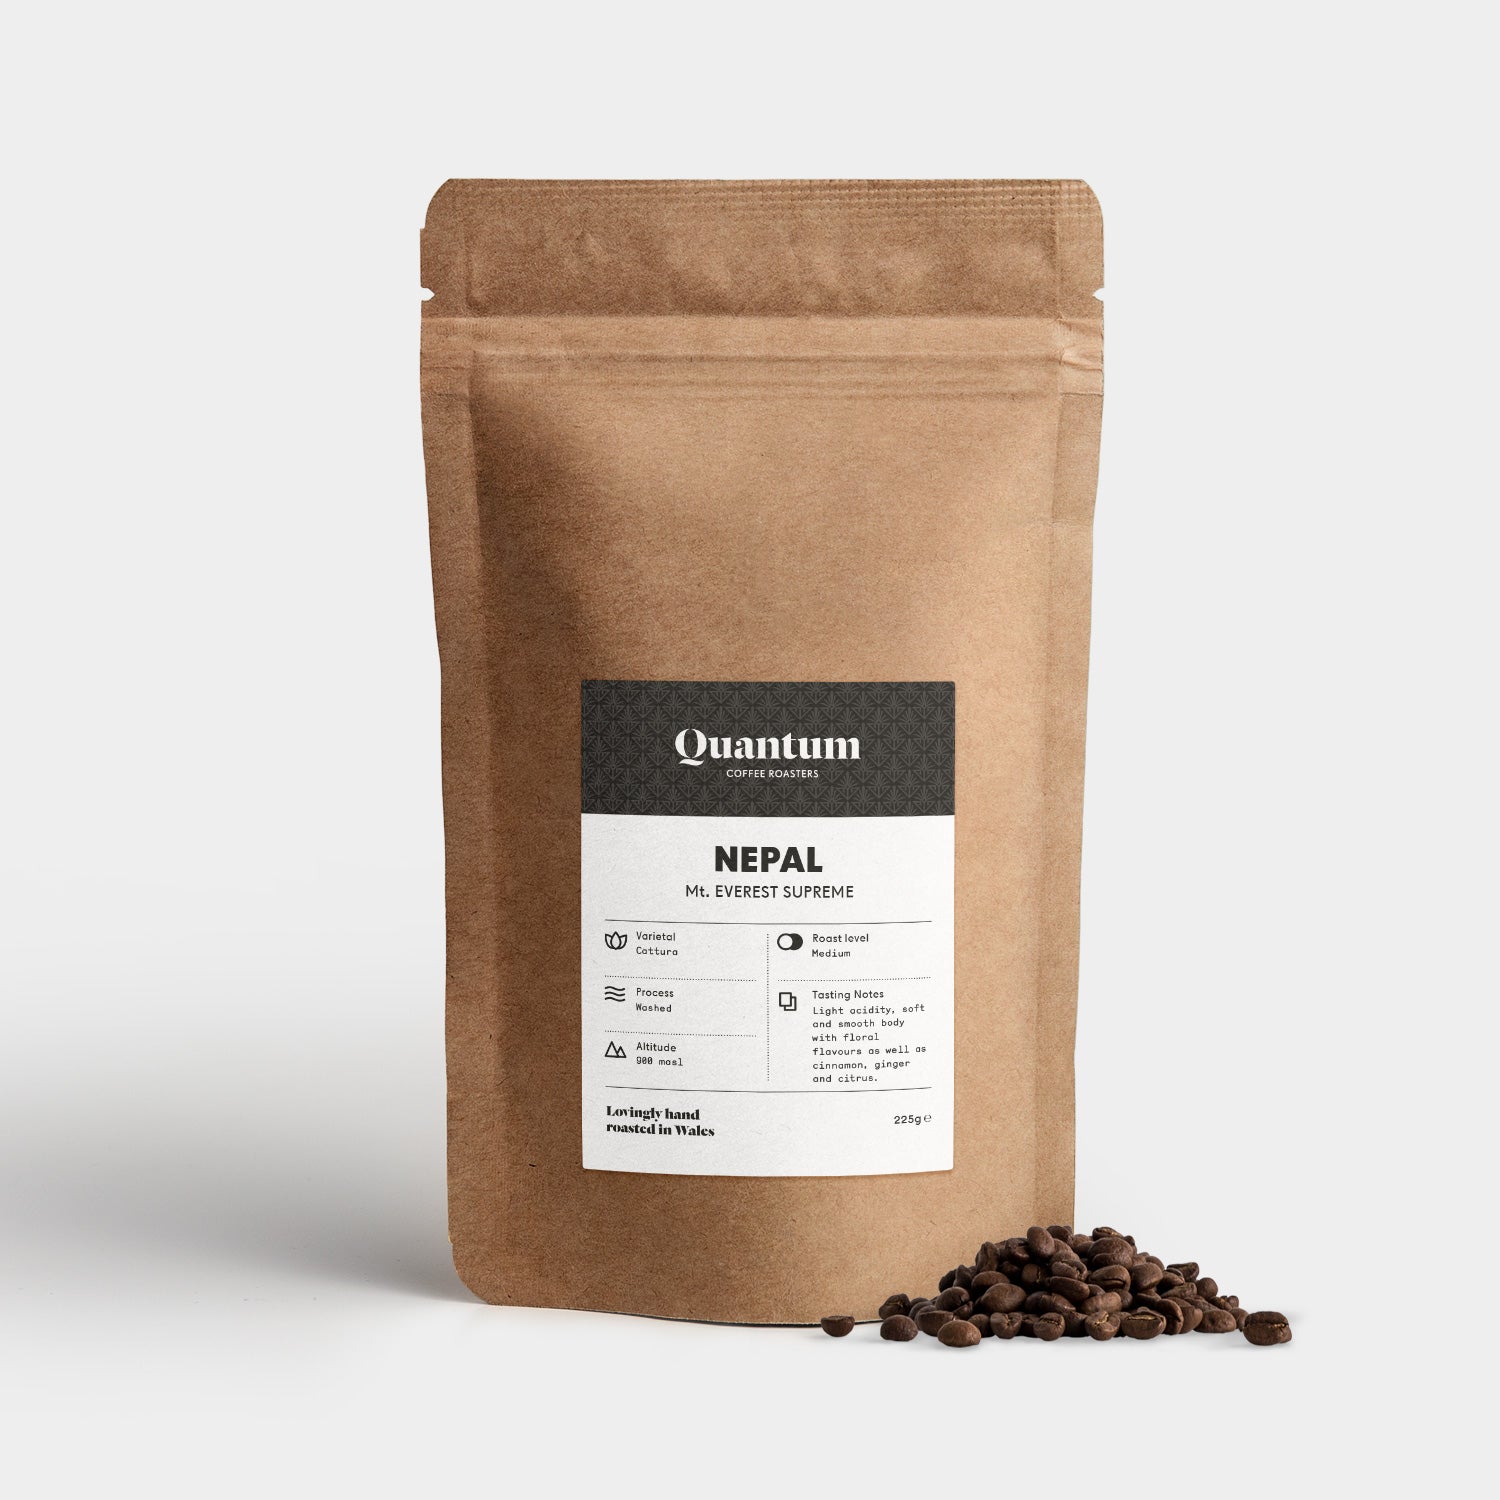 Quantum
COFFEE ROASTERS
NEPAL
Mt. EVEREST SUPREME
Varietal
Cattura
Process
Washed
Altitude
900 masl
Roast level
Medium
Tasting Notes
Light acidity, soft
and smooth body
with floral
flavours as well as
cinnamon, ginger
and citrus.
Lovingly hand
roasted in Wales
225g ℮